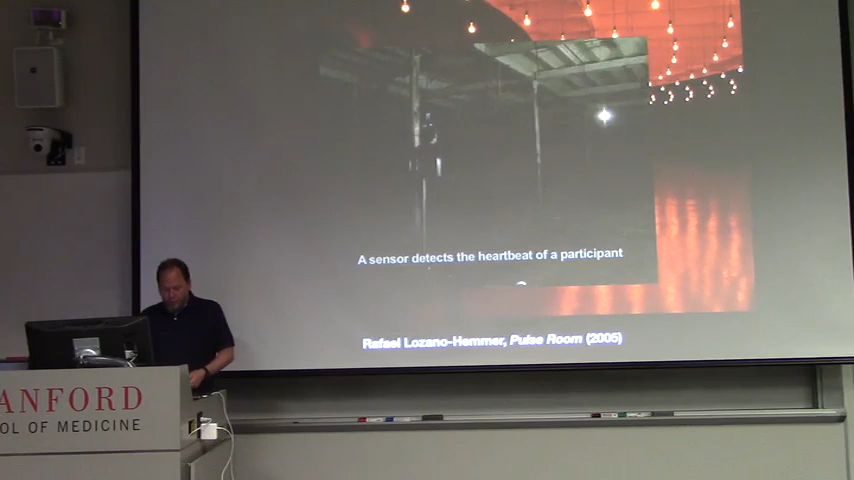 A sensor detects the heartbeat of a participant
Rafael Lozano-Hemmer, Pulse Room (2005)
ANFORD
OL OF MEDICINE